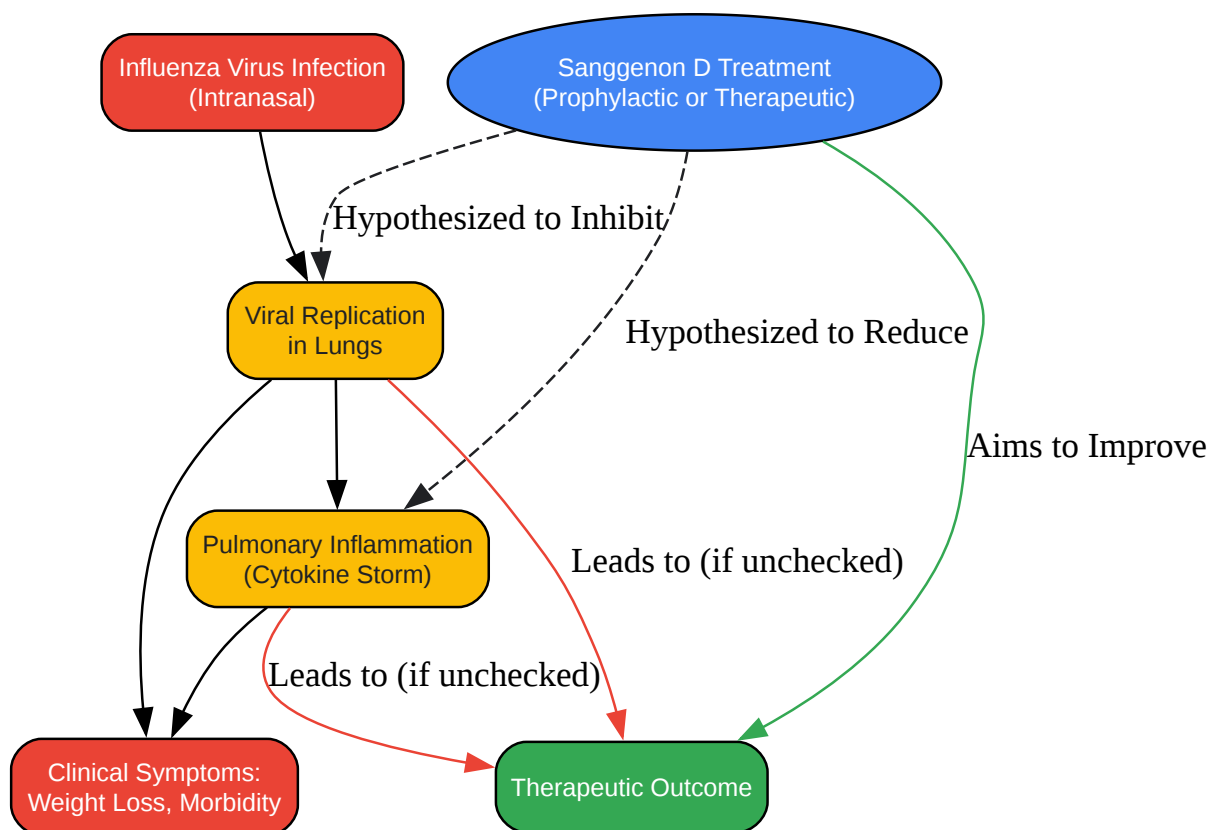 Influenza Virus Infection
(Intranasal)
Sanggenon D Treatment
(Prophylactic or Therapeutic)
Hypothesized to Inhibit
Viral Replication
in Lungs
Hypothesized to Reduce
Aims to Improve
Pulmonary Inflammation
(Cytokine Storm)
Leads to (if unchecked)
Leads to (if unchecked)
Clinical Symptoms:
Weight Loss, Morbidity
Therapeutic Outcome